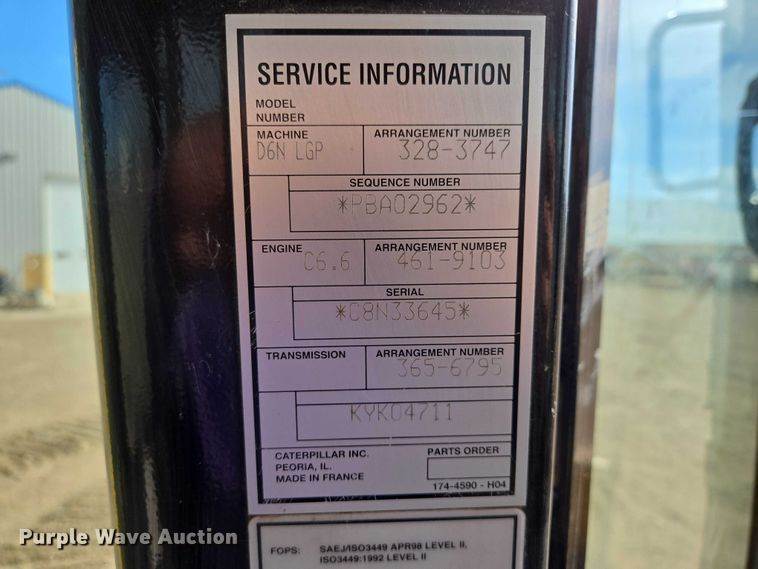 SERVICE INFORMATION
MODEL
NUMBER
MACHINE ARRANGEMENT NUMBER
D6N LGP 328-3747
SEQUENCE NUMBER
*PBA02962*
ENGINE ARRANGEMENT NUMBER
C6.6 461-9103
SERIAL
*C8N33645*
TRANSMISSION ARRANGEMENT NUMBER
365-6795
KYK04711
CATERPILLAR INC. PARTS ORDER
PEORIA, IL.
MADE IN FRANCE
174-4590 - H04
FOPS: SAEJ/ISO3449 APR98 LEVEL II,
ISO3449:1992 LEVEL II
Purple Wave Auction®